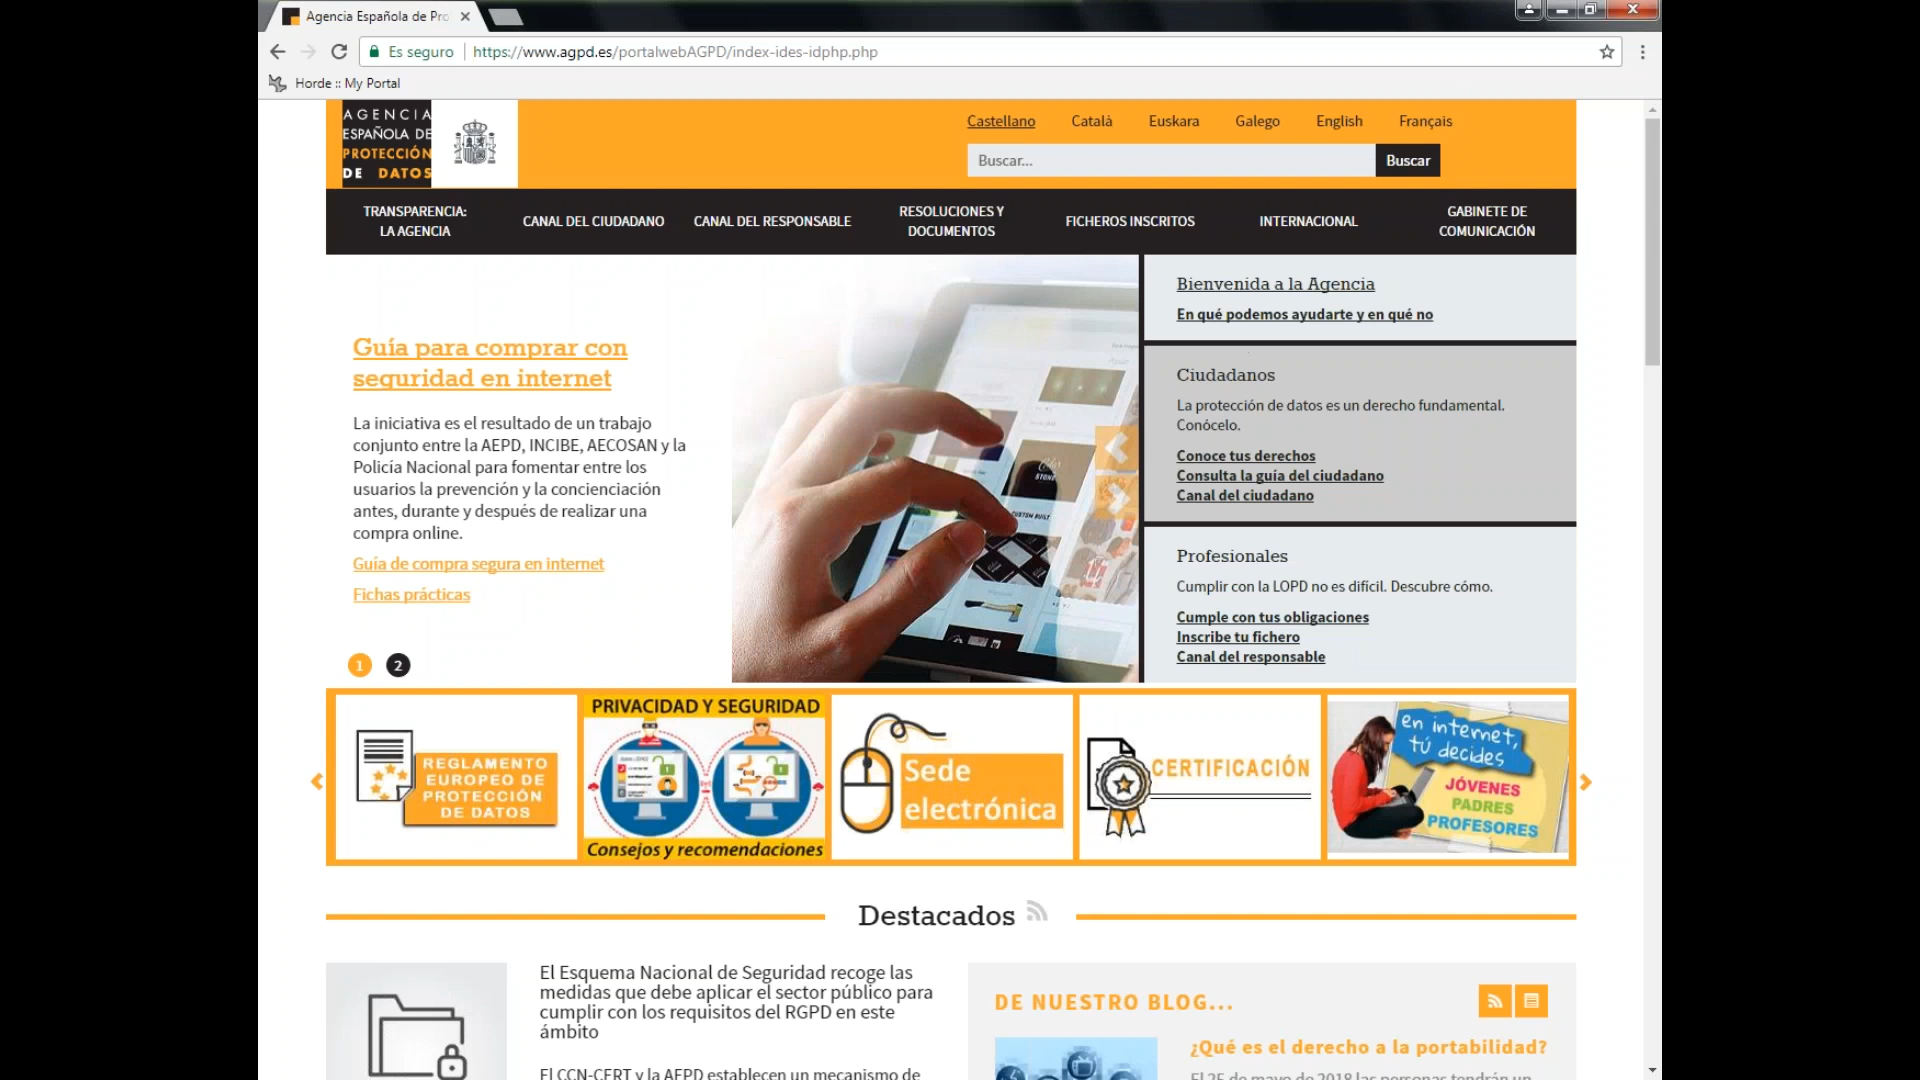 Agencia Española de Pro
Es seguro
https://www.agpd.es/portalwebAGPD/index-ides-idphp.php
Horde :: My Portal
AGENCIA
ESPAÑOLA DE
PROTECCIÓN
DE DATOS
Castellano Català Euskara Galego English Français
Buscar...
Buscar
TRANSPARENCIA:
LA AGENCIA
CANAL DEL CIUDADANO
CANAL DEL RESPONSABLE
RESOLUCIONES Y
DOCUMENTOS
FICHEROS INSCRITOS
INTERNACIONAL
GABINETE DE
COMUNICACIÓN
Guía para comprar con
seguridad en internet
La iniciativa es el resultado de un trabajo
conjunto entre la AEPD, INCIBE, AECOSAN y la
Policía Nacional para fomentar entre los
usuarios la prevención y la concienciación
antes, durante y después de realizar una
compra online.
Guía de compra segura en internet
Fichas prácticas
1 2
STONE
CUSTOM BUILT
Bienvenida a la Agencia
En qué podemos ayudarte y en qué no
Ciudadanos
La protección de datos es un derecho fundamental.
Conócelo.
Conoce tus derechos
Consulta la guía del ciudadano
Canal del ciudadano
Profesionales
Cumplir con la LOPD no es difícil. Descubre cómo.
Cumple con tus obligaciones
Inscribe tu fichero
Canal del responsable
REGLAMENTO
EUROPEO DE
PROTECCIÓN
DE DATOS
PRIVACIDAD Y SEGURIDAD
Consejos y recomendaciones
Sede
electrónica
CERTIFICACIÓN
en internet,
tú decides
JÓVENES
PADRES
PROFESORES
Destacados
El Esquema Nacional de Seguridad recoge las
medidas que debe aplicar el sector público para
cumplir con los requisitos del RGPD en este
ámbito
El CCN-CERT y la AEPD establecen un mecanismo de
DE NUESTRO BLOG...
¿Qué es el derecho a la portabilidad?
El 25 de mayo de 2018 las personas tendrán un